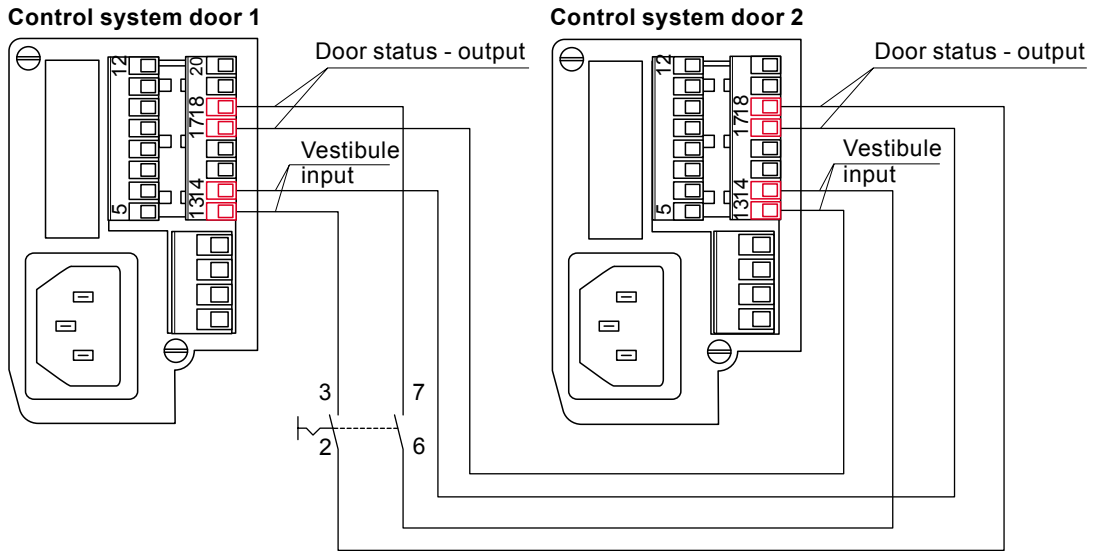 Control system door 1
12
20
18
17
14
13
5
Door status - output
Vestibule
input
Control system door 2
12
18
17
14
13
5
Door status - output
Vestibule
input
3
7
2
6